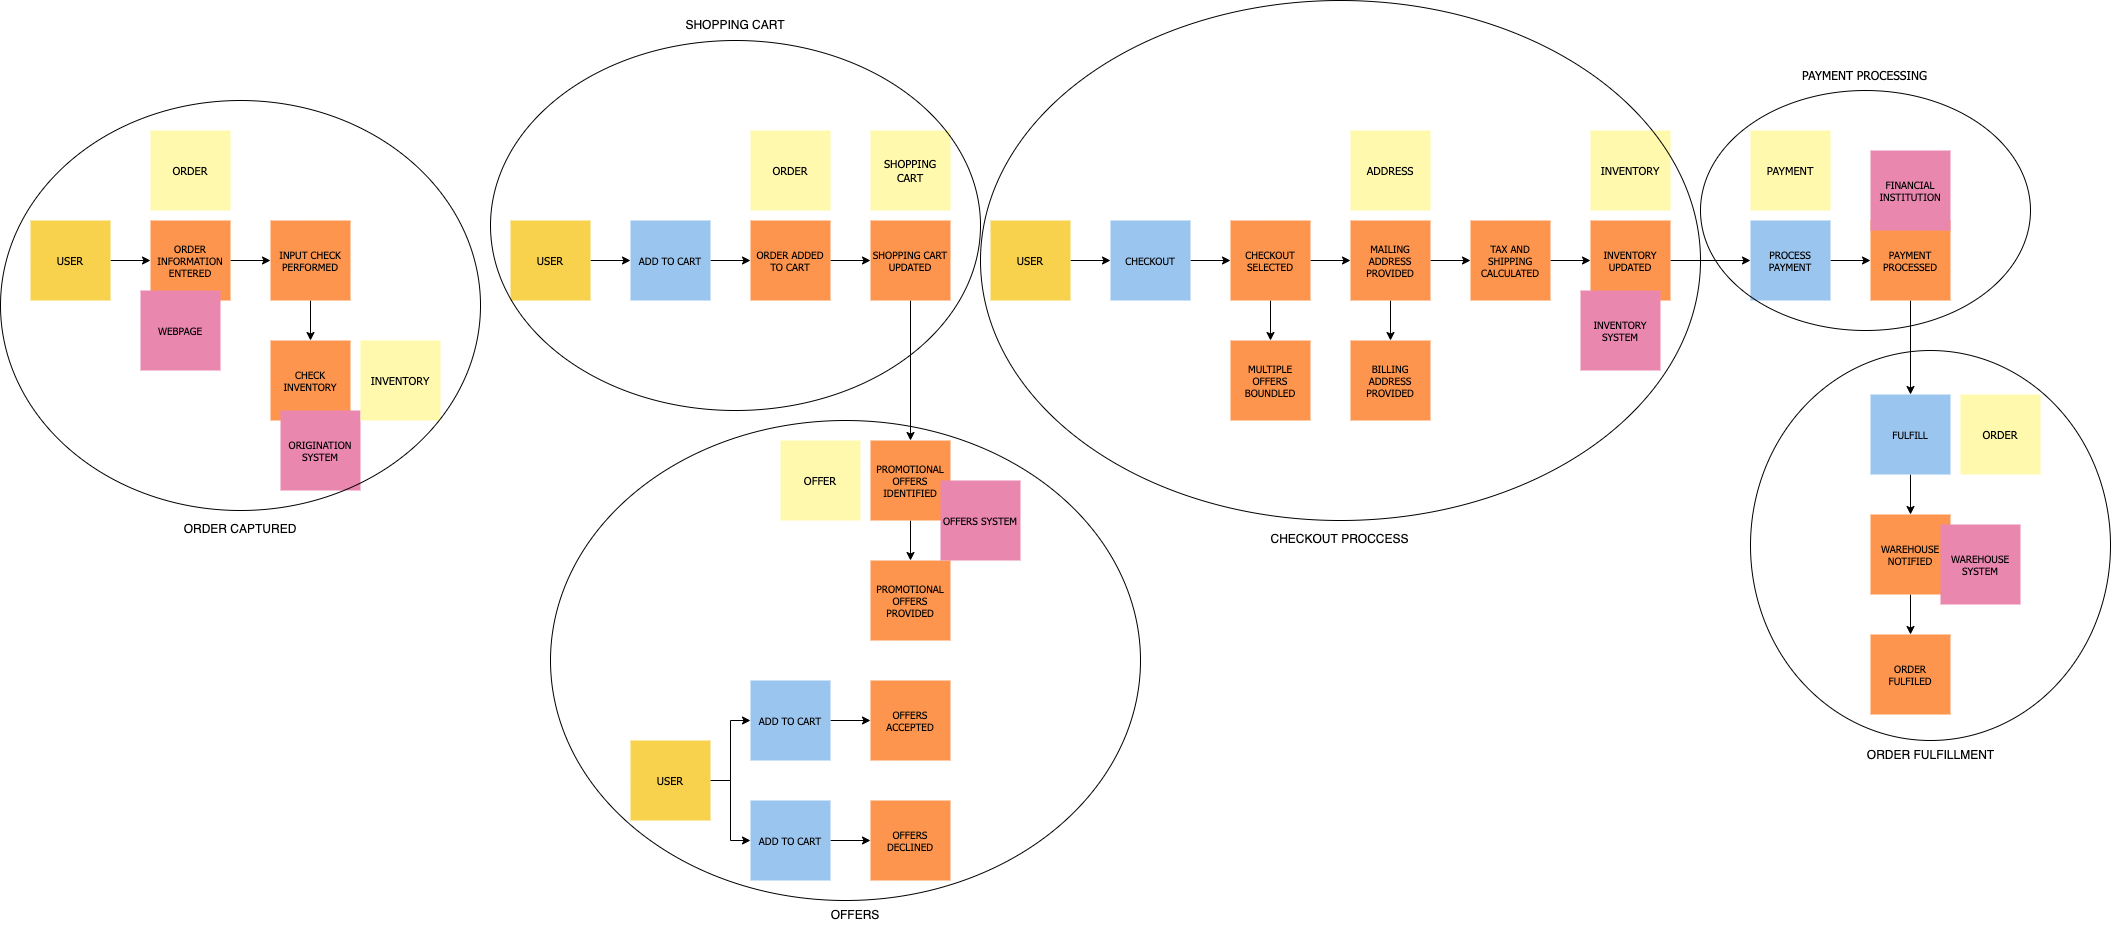 SHOPPING CART
PAYMENT PROCESSING
ORDER
USER
ORDER
INFORMATION
ENTERED
INPUT CHECK
PERFORMED
WEBPAGE
CHECK
INVENTORY
INVENTORY
ORIGINATION
SYSTEM
ORDER CAPTURED
ORDER
SHOPPING
CART
USER
ADD TO CART
ORDER ADDED
TO CART
SHOPPING CART
UPDATED
OFFER
PROMOTIONAL
OFFERS
IDENTIFIED
OFFERS SYSTEM
PROMOTIONAL
OFFERS
PROVIDED
USER
ADD TO CART
OFFERS
ACCEPTED
ADD TO CART
OFFERS
DECLINED
OFFERS
ADDRESS
INVENTORY
USER
CHECKOUT
CHECKOUT
SELECTED
MAILING
ADDRESS
PROVIDED
TAX AND
SHIPPING
CALCULATED
INVENTORY
UPDATED
INVENTORY
SYSTEM
MULTIPLE
OFFERS
BOUNDLED
BILLING
ADDRESS
PROVIDED
CHECKOUT PROCCESS
PAYMENT
FINANCIAL
INSTITUTION
PROCESS
PAYMENT
PAYMENT
PROCESSED
FULFILL
ORDER
WAREHOUSE
NOTIFIED
WAREHOUSE
SYSTEM
ORDER
FULFILED
ORDER FULFILLMENT